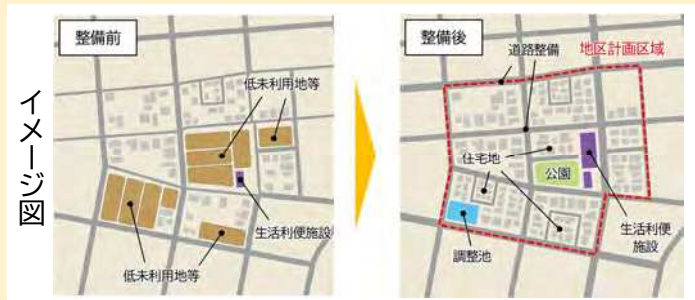 イメージ図
整備前
低未利用地等
生活利便施設
低未利用地等
整備後
道路整備
地区計画区域
住宅地
公園
調整池
生活利便
施設